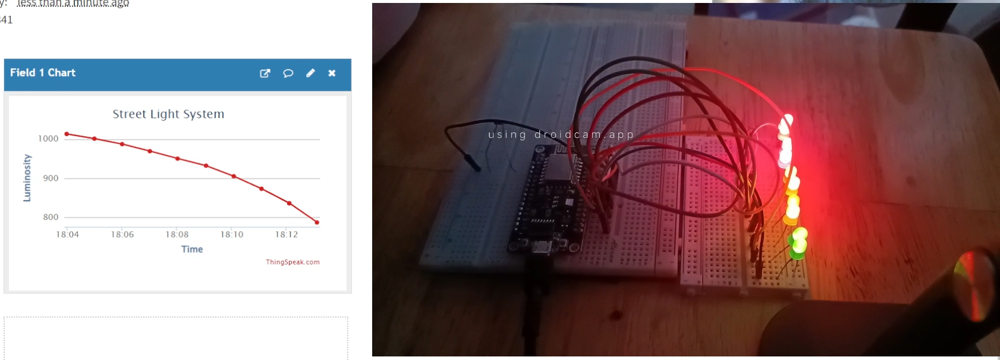 less than a minute ago
Field 1 Chart
Street Light System
Luminosity
1000
900
800
18:04 18:06 18:08 18:10 18:12
Time
ThingSpeak.com
using droidcam.app